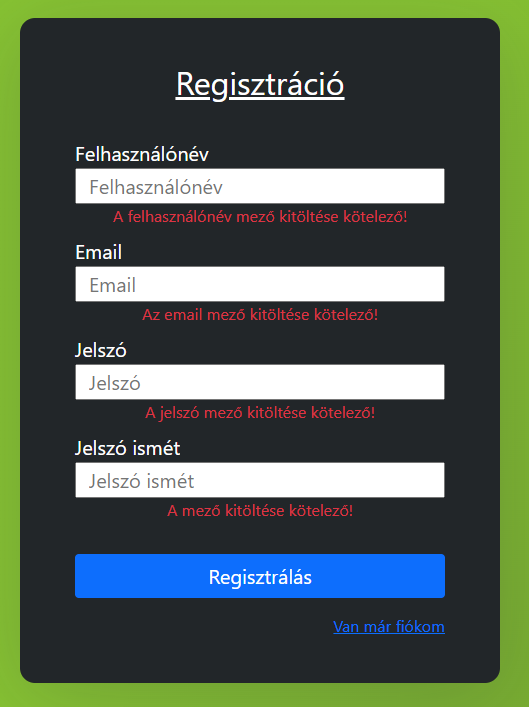 Regisztráció
Felhasználónév
Felhasználónév
A felhasználónév mező kitöltése kötelező!
Email
Email
Az email mező kitöltése kötelező!
Jelszó
Jelszó
A jelszó mező kitöltése kötelező!
Jelszó ismét
Jelszó ismét
A mező kitöltése kötelező!
Regisztrálás
Van már fiókom